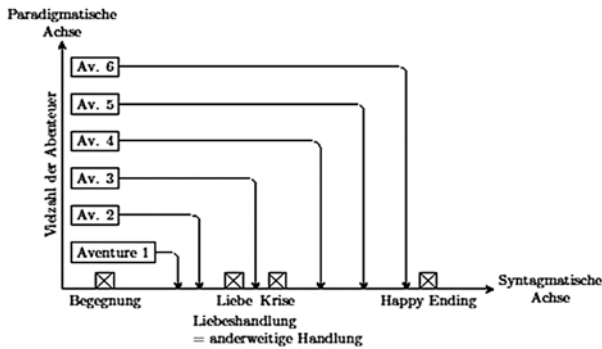 Paradigmatische
Achse
Vielzahl der Abenteuer
Av. 6
Av. 5
Av. 4
Av. 3
Av. 2
Aventure 1
Begegnung
Liebe Krise
Happy Ending
Syntagmatische
Achse
Liebeshandlung
= anderweitige Handlung